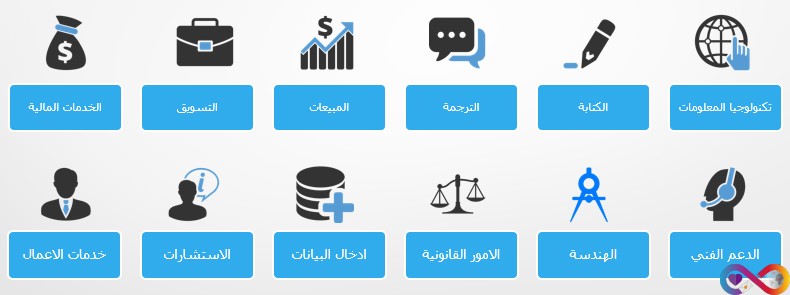 تكنولوجيا المعلومات
الكتابة
الترجمة
المبيعات
التسويق
الخدمات المالية
الدعم الفني
الهندسة
الامور القانونية
ادخال البيانات
الاستشارات
خدمات الاعمال